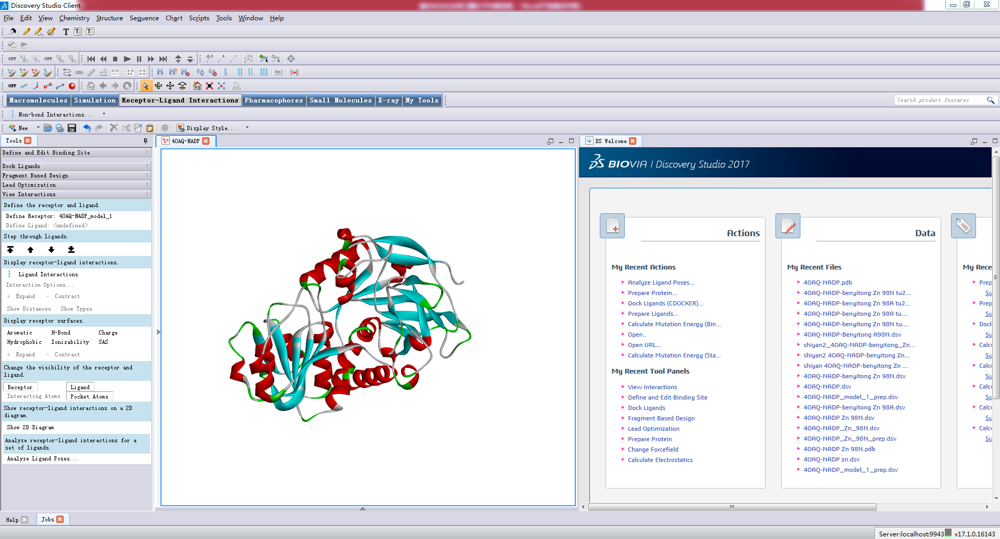 Discovery Studio Client
File Edit View Chemistry Structure Sequence Chart Scripts Tools Window Help
Macromolecules Simulation Receptor-Ligand Interactions Pharmacophores Small Molecules X-ray My Tools
Search product features
Non-bond Interactions...
New Display Style...
Tools
Define and Edit Binding Site
Dock Ligands
Fragment Based Design
Lead Optimization
View Interactions
Define the receptor and ligand.
Define Receptor: 4OAQ-NADP_model_1
Define Ligand: <undefined>
Step through ligands.
Display receptor-ligand interactions.
Ligand Interactions
Interaction Options...
+ Expand - Contract
Show Distances Show Types
Display receptor surfaces.
Aromatic H-Bond Charge
Hydrophobic Ionizability SAS
+ Expand - Contract
Change the visibility of the receptor and
ligand.
Receptor Ligand
Interacting Atoms Pocket Atoms
Show receptor-ligand interactions on a 2D
diagram.
Show 2D Diagram
Analyze receptor-ligand interactions for a
set of ligands.
Analyze Ligand Poses...
4OAQ-NADP
DS Welcome
BIOVIA | Discovery Studio 2017
Actions
My Recent Actions
Analyze Ligand Poses...
Prepare Protein...
Dock Ligands (CDOCKER)...
Prepare Ligands...
Calculate Mutation Energy (Bin...
Open..
Open URL...
Calculate Mutation Energy (Sta...
My Recent Tool Panels
View Interactions
Define and Edit Binding Site
Dock Ligands
Fragment Based Design
Lead Optimization
Prepare Protein
Change Forcefield
Calculate Electrostatics
Data
My Recent Files
4OAQ-NADP.pdb
4OAQ-NADP-benyitong Zn 98N tu2...
4OAQ-NADP-benyitong Zn 98A tu2...
4OAQ-NADP-benyitong Zn 98A tu....
4OAQ-NADP-benyitong Zn 98N tu....
4OAQ-NADP-Benyitong A98N.dsv
shiyan2_4OAQ-NADP-benyitong_Zn...
shiyan2 4OAQ-NADP-benyitong Zn...
shiyan 4OAQ-NADP-benyitong Zn ...
4OAQ-NADP-benyitong Zn 98N.dsv
4OAQ-NADP.dsv
4OAQ-NADP_model_1_prep.dsv
4OAQ-NADP-benyitong Zn 98A.dsv
4OAQ-NADP Zn 98N.dsv
4OAQ-NADP_Zn_98N.dsv
4OAQ-NADP_Zn_98N_prep.dsv
4OAQ-NADP Zn 98N.pdb
4OAQ-NADP zn.dsv
4OAQ-NADP_model_1_prep.dsv
My Rece
Prep
Su
Prep
Su
Dock
Su
Calcu
Su
Calcu
Su
Calcu
Su
Calcu
Su
Calcu
Su
Help Jobs
Server:localhost:9943 v17.1.0.16143